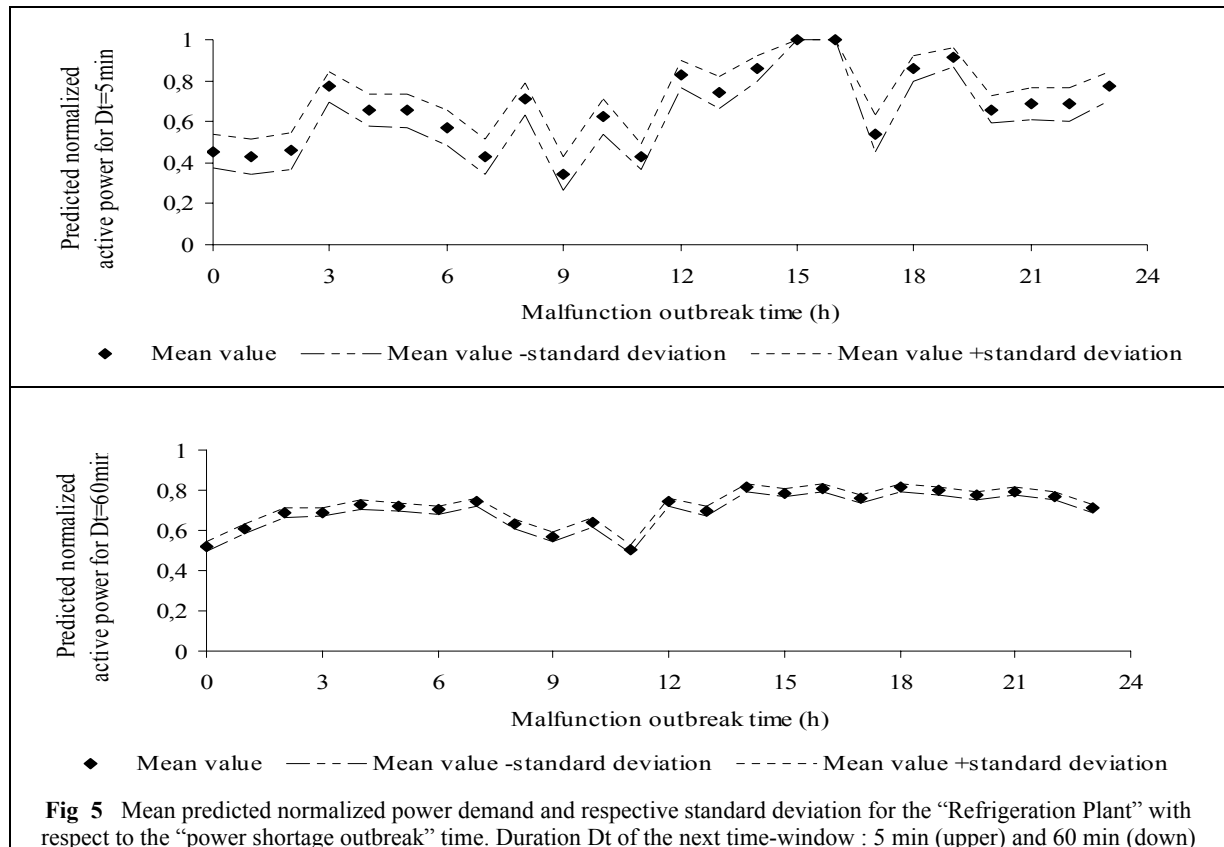 Predicted normalized
active power for Dt=5min
1
0,8
0,6
0,4
0,2
0
0 3 6 9 12 15 18 21 24
Malfunction outbreak time (h)
Mean value Mean value -standard deviation Mean value +standard deviation
Predicted normalized
active power for Dt=60mir
1
0,8
0,6
0,4
0,2
0
0 3 6 9 12 15 18 21 24
Malfunction outbreak time (h)
Mean value Mean value -standard deviation Mean value +standard deviation
Fig 5 Mean predicted normalized power demand and respective standard deviation for the “Refrigeration Plant” with
respect to the “power shortage outbreak” time. Duration Dt of the next time-window : 5 min (upper) and 60 min (down)